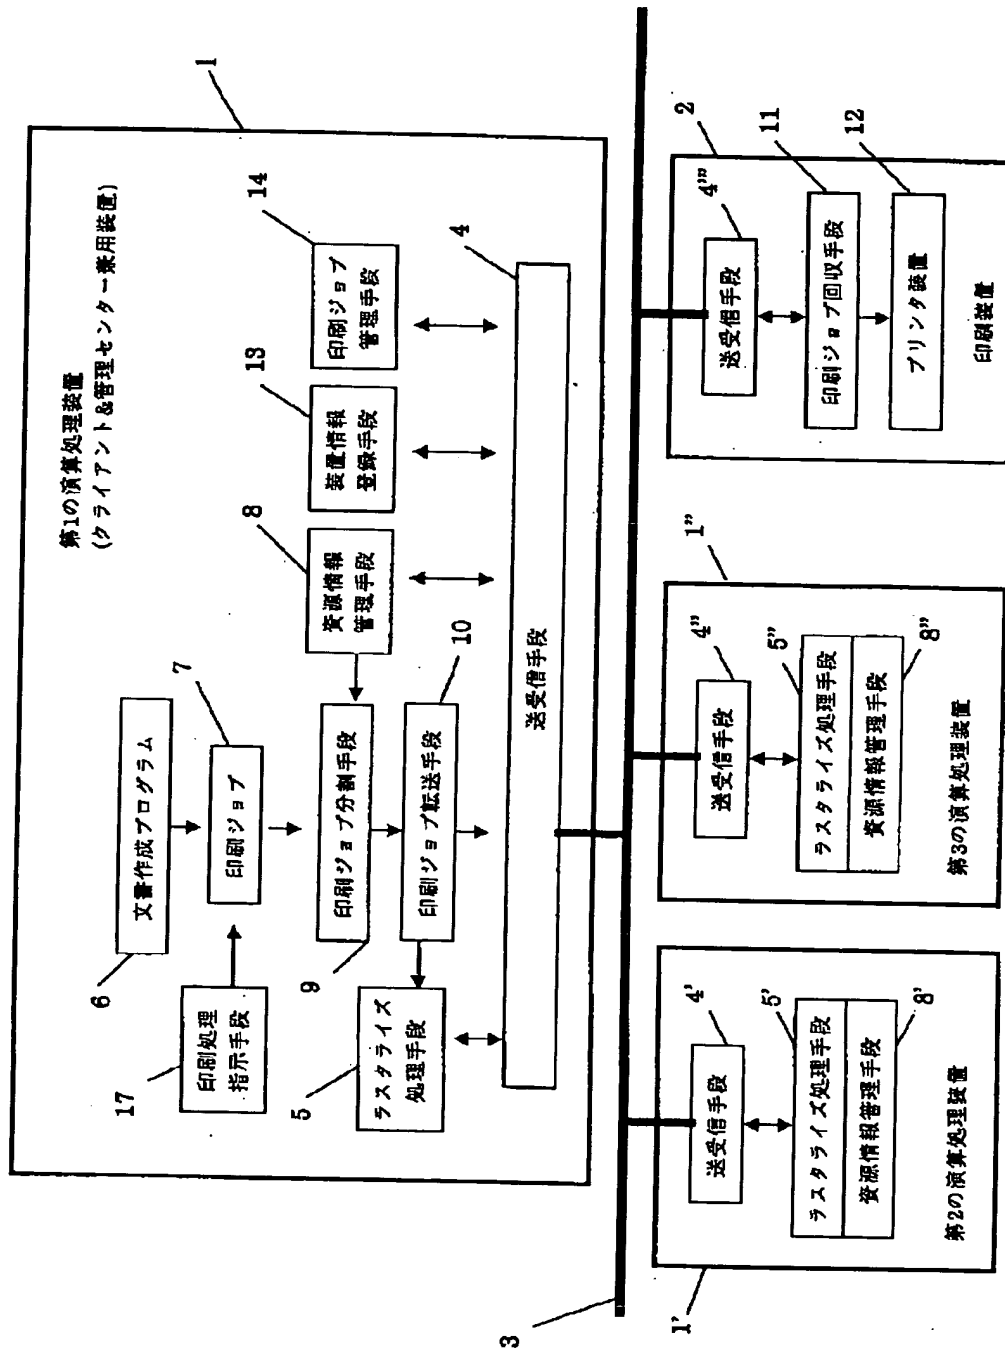 1
第1の演算処理装置
(クライアント&管理センター兼用装置)
6
文書作成プログラム
17
印刷処理
指示手段
7
印刷ジョブ
8
資源情報
管理手段
13
装置情報
登録手段
14
印刷ジョブ
管理手段
9
印刷ジョブ分割手段
10
印刷ジョブ転送手段
5
ラスタライズ
処理手段
4
送受信手段
3
1'
4'
送受信手段
5'
ラスタライズ処理手段
8'
資源情報管理手段
第2の演算処理装置
1"
4"
送受信手段
5"
ラスタライズ処理手段
8"
資源情報管理手段
第3の演算処理装置
2
4'''
送受信手段
11
印刷ジョブ回収手段
12
プリンタ装置
印刷装置